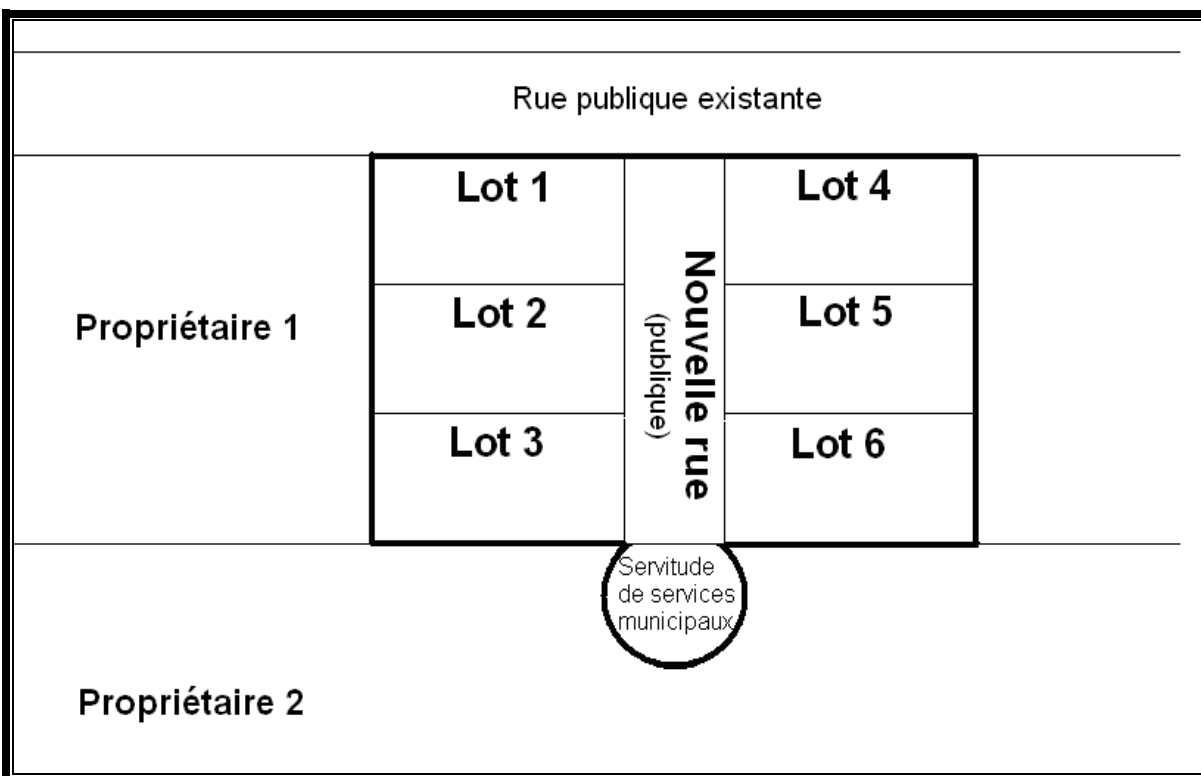 Rue publique existante
Lot 1
Lot 4
Propriétaire 1
Lot 2
Nouvelle rue
(publique)
Lot 5
Lot 3
Lot 6
Servitude
de services
municipaux
Propriétaire 2